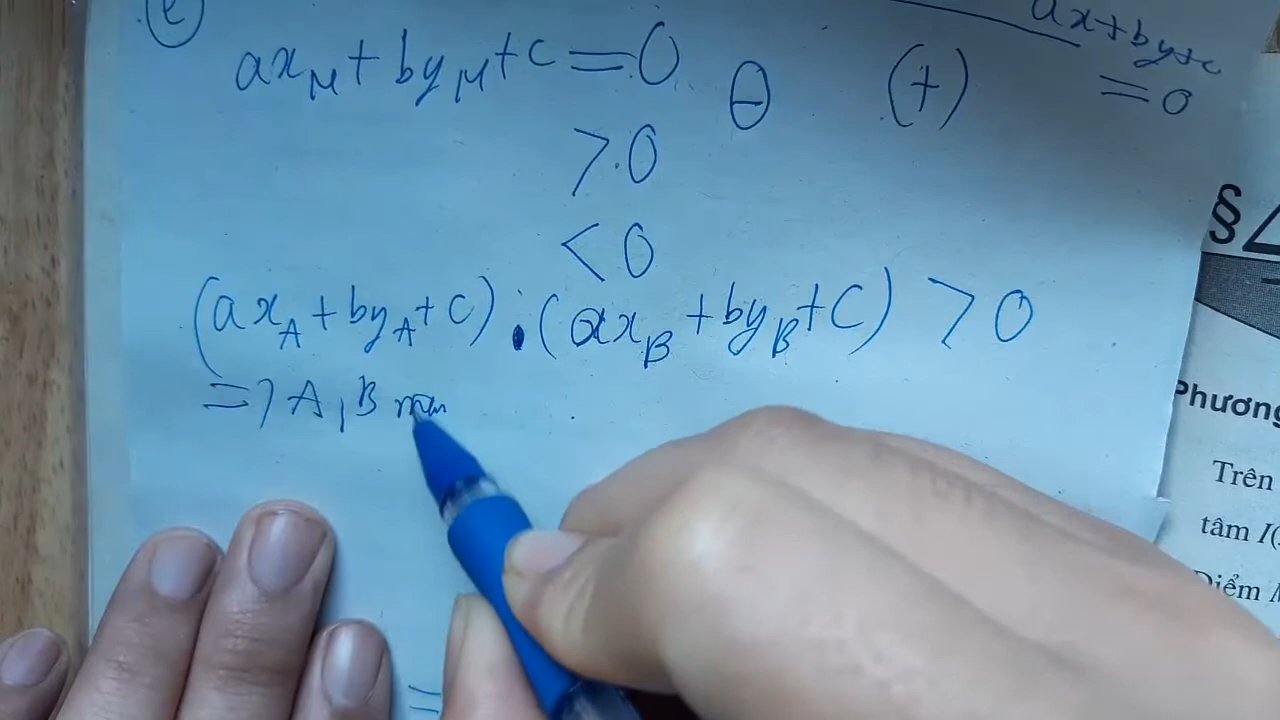 ax+by+c
= 0
ax_M + by_M + c = 0 ⊖ (+)
> 0
< 0
(ax_A + by_A + c) . (ax_B + by_B + c) > 0
=> A, B
=
§
Phương
Trên
tâm I(
Điểm M